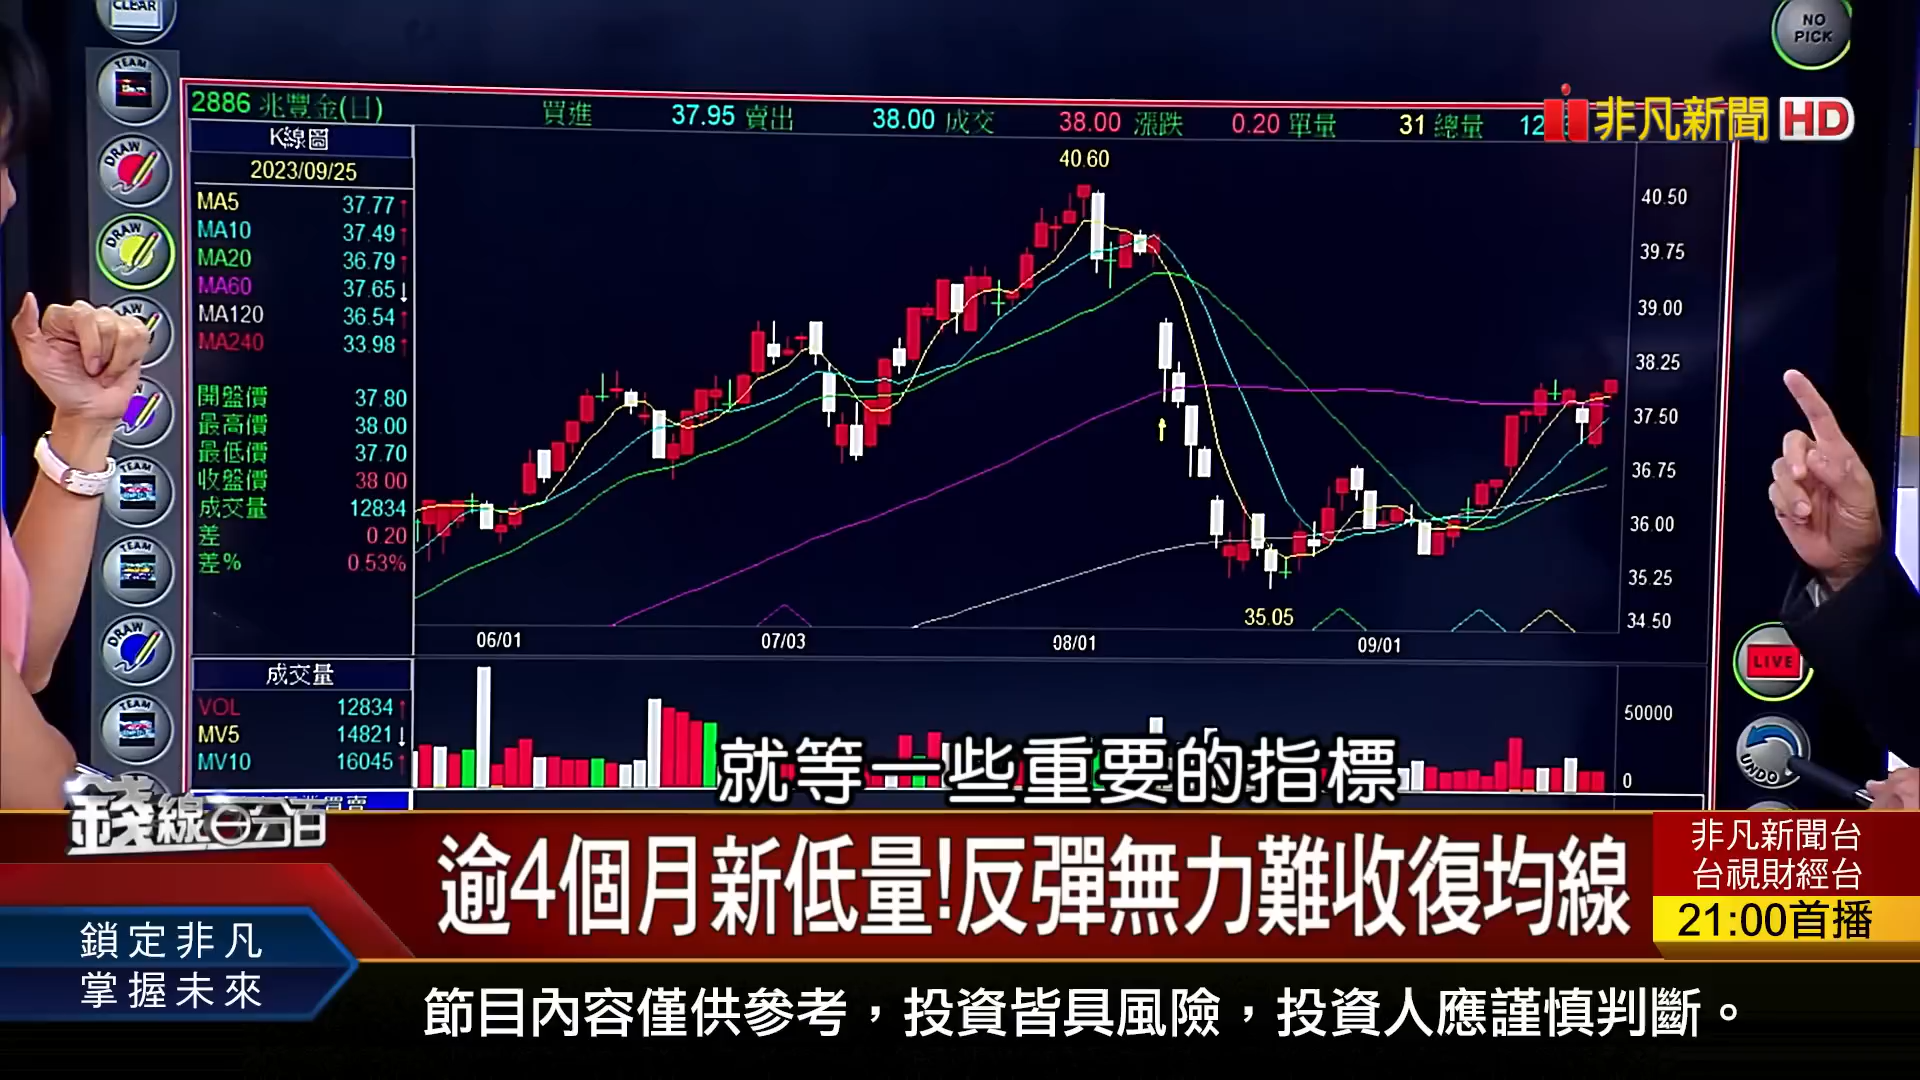 CLEAR
NO
PICK
TEAM
DRAW
DRAW
TEAM
TEAM
DRAW
TEAM
2886 兆豐金(日) 買進 37.95 賣出 38.00 成交 38.00 漲跌 0.20 單量 31 總量
非凡新聞 HD
K線圖
2023/09/25
MA5 37.77↑
MA10 37.49↑
MA20 36.79↑
MA60 37.65↓
MA120 36.54↑
MA240 33.98↑
開盤價 37.80
最高價 38.00
最低價 37.70
收盤價 38.00
成交量 12834
差 0.20
差% 0.53%
40.60
35.05
40.50
39.75
39.00
38.25
37.50
36.75
36.00
35.25
34.50
06/01 07/03 08/01 09/01
成交量
VOL 12834↑
MV5 14821↓
MV10 16045↑
50000
0
LIVE
UNDO
就等一些重要的指標
錢線百分百
逾4個月新低量!反彈無力難收復均線
非凡新聞台
台視財經台
21:00首播
鎖定非凡
掌握未來
節目內容僅供參考，投資皆具風險，投資人應謹慎判斷。